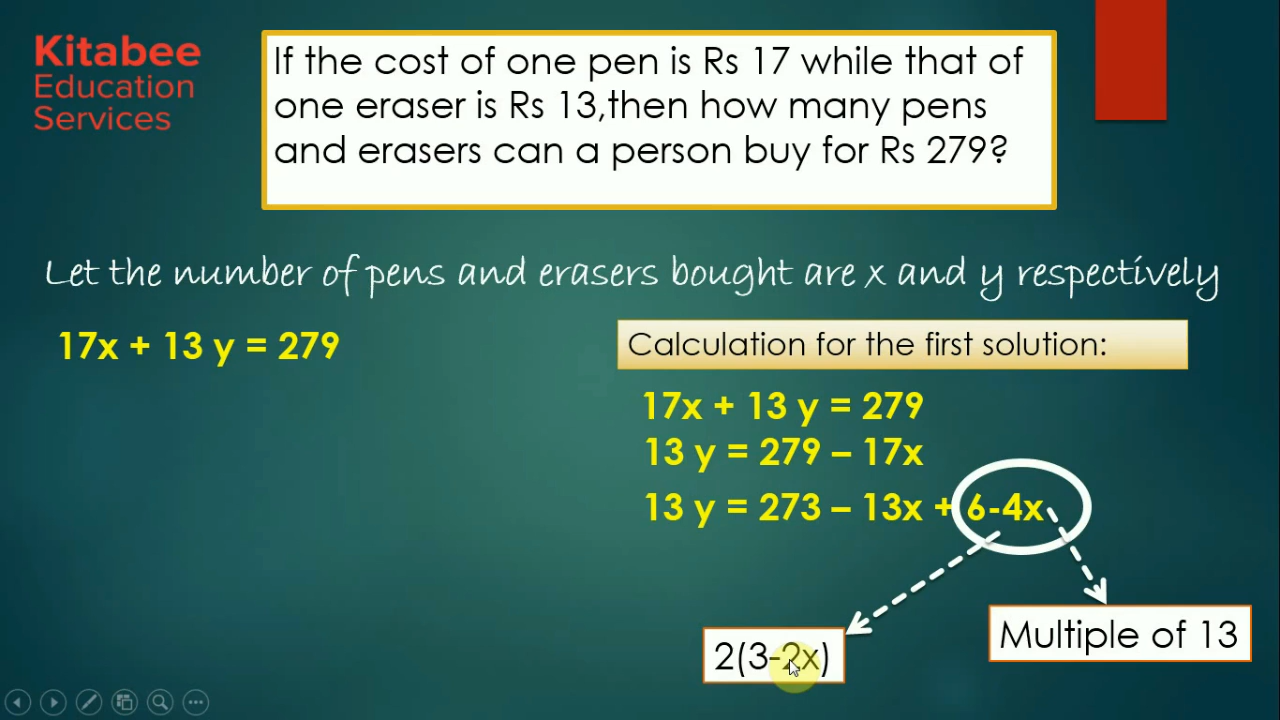 Kitabee
Education
Services
If the cost of one pen is Rs 17 while that of
one eraser is Rs 13,then how many pens
and erasers can a person buy for Rs 279?
Let the number of pens and erasers bought are x and y respectively
17x + 13 y = 279
Calculation for the first solution:
17x + 13 y = 279
13 y = 279 – 17x
13 y = 273 – 13x + 6-4x
2(3-2x)
Multiple of 13